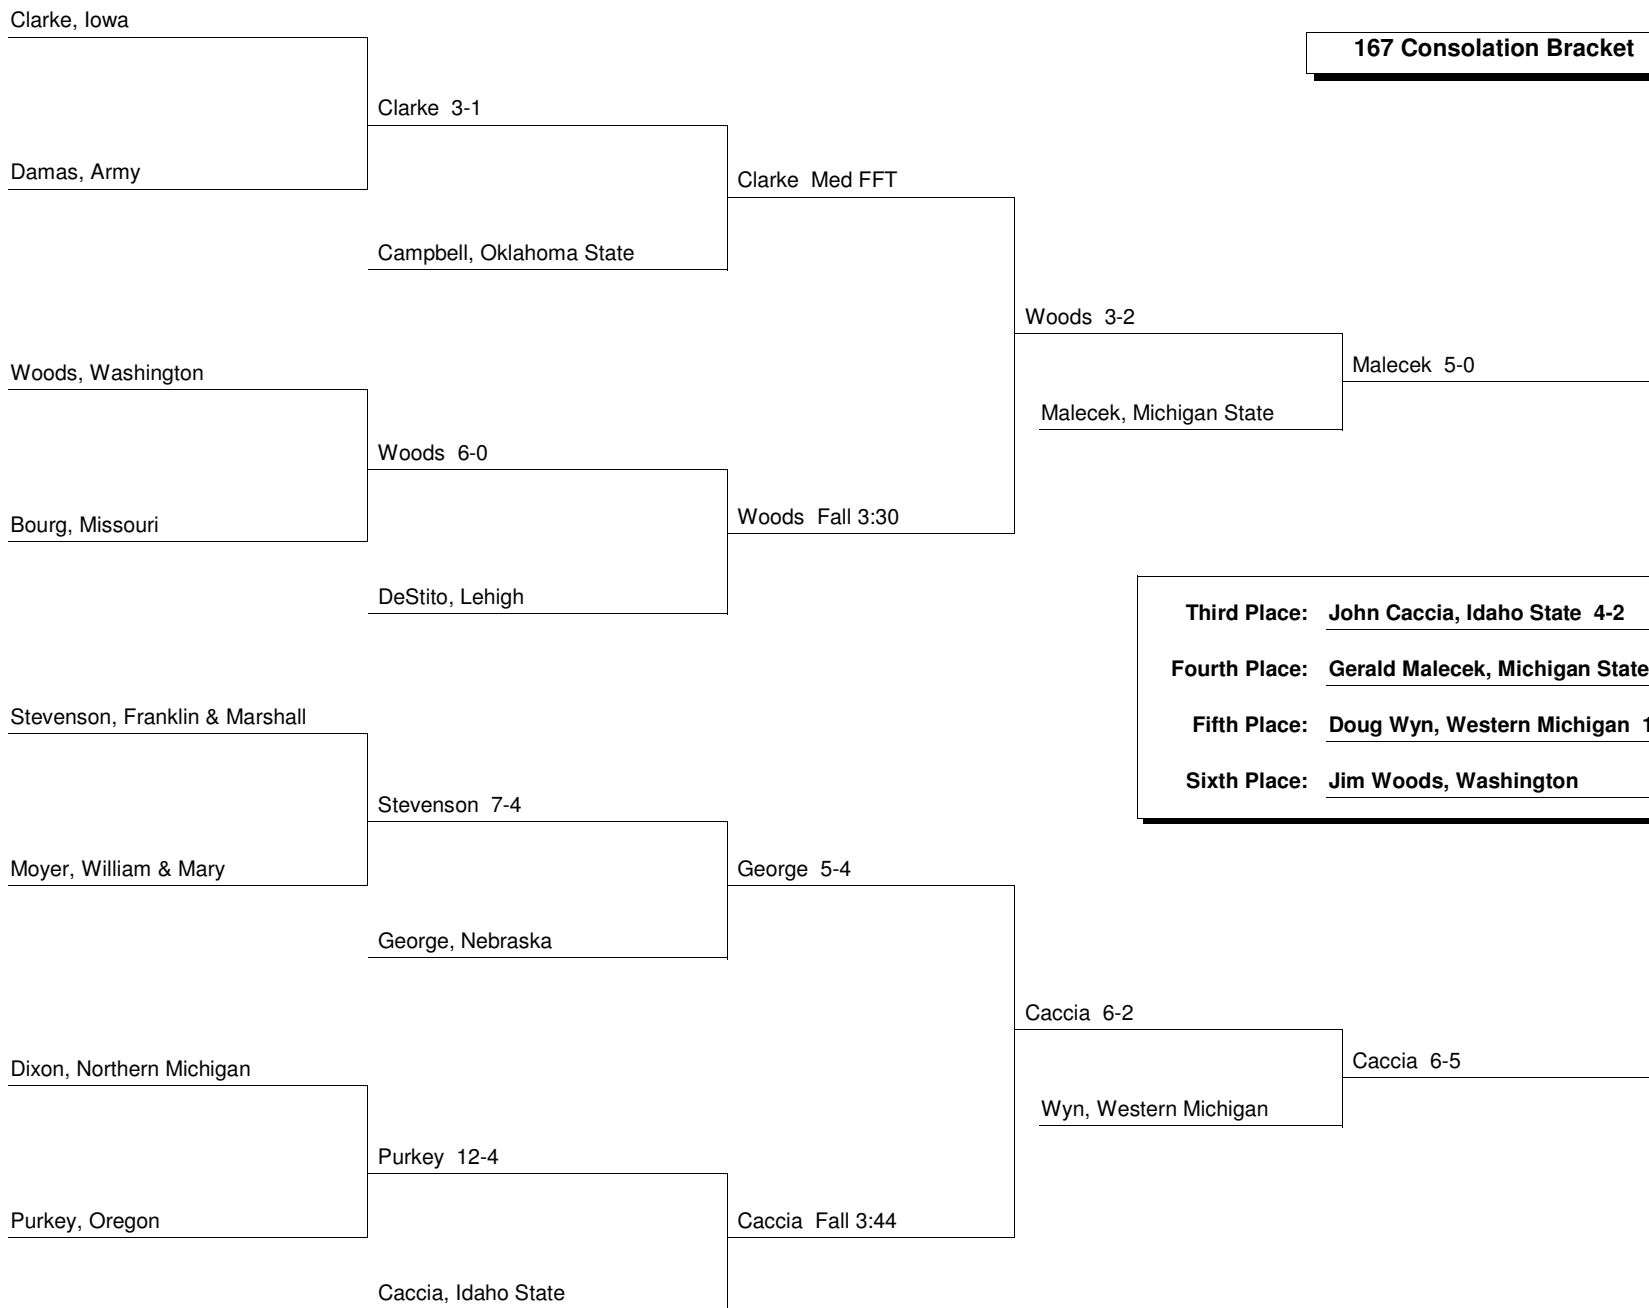 Clarke, Iowa
167 Consolation Bracket
Clarke 3-1
Damas, Army
Clarke Med FFT
Campbell, Oklahoma State
Woods 3-2
Woods, Washington
Malecek 5-0
Malecek, Michigan State
Woods 6-0
Bourg, Missouri
Woods Fall 3:30
DeStito, Lehigh
Third Place: John Caccia, Idaho State 4-2
Fourth Place: Gerald Malecek, Michigan State
Stevenson, Franklin & Marshall
Fifth Place: Doug Wyn, Western Michigan
Sixth Place: Jim Woods, Washington
Stevenson 7-4
Moyer, William & Mary
George 5-4
George, Nebraska
Caccia 6-2
Dixon, Northern Michigan
Caccia 6-5
Wyn, Western Michigan
Purkey 12-4
Purkey, Oregon
Caccia Fall 3:44
Caccia, Idaho State